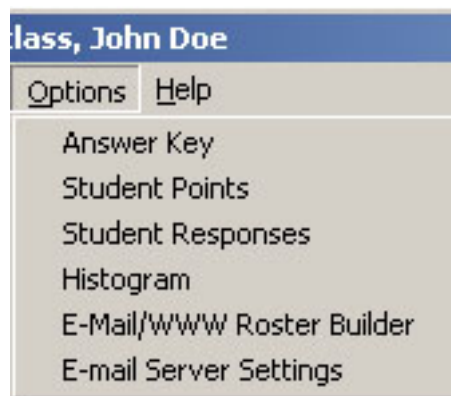 lass, John Doe
Options Help
Answer Key
Student Points
Student Responses
Histogram
E-Mail/WWW Roster Builder
E-mail Server Settings